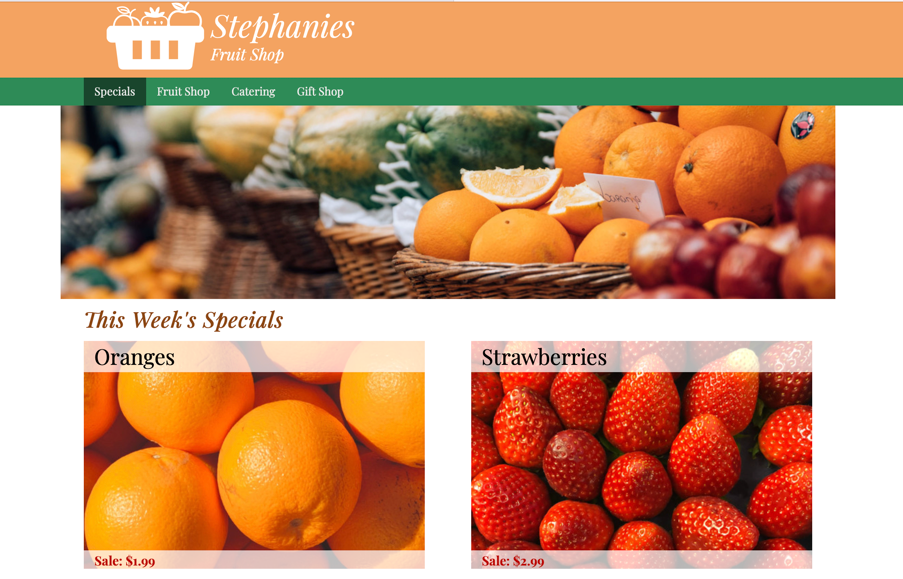 Stephanies
Fruit Shop
Specials Fruit Shop Catering Gift Shop
This Week's Specials
Oranges
Strawberries
Sale: $1.99
Sale: $2.99